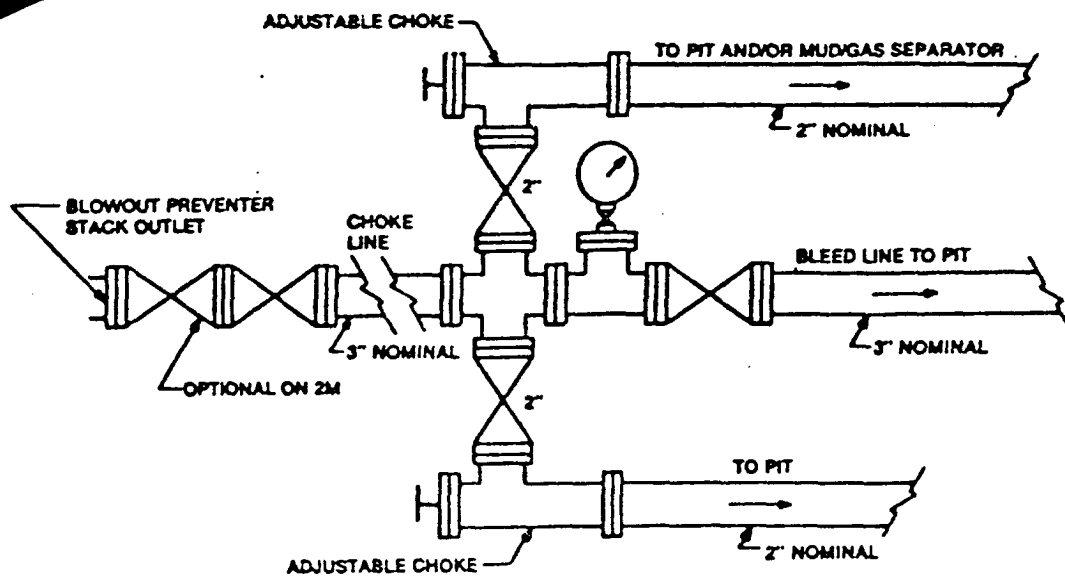 ADJUSTABLE CHOKE
TO PIT AND/OR MUD/GAS SEPARATOR
2" NOMINAL
2"
BLOWOUT PREVENTER
STACK OUTLET
CHOKE
LINE
BLEED LINE TO PIT
3" NOMINAL
3" NOMINAL
OPTIONAL ON 2M
2"
TO PIT
2" NOMINAL
ADJUSTABLE CHOKE